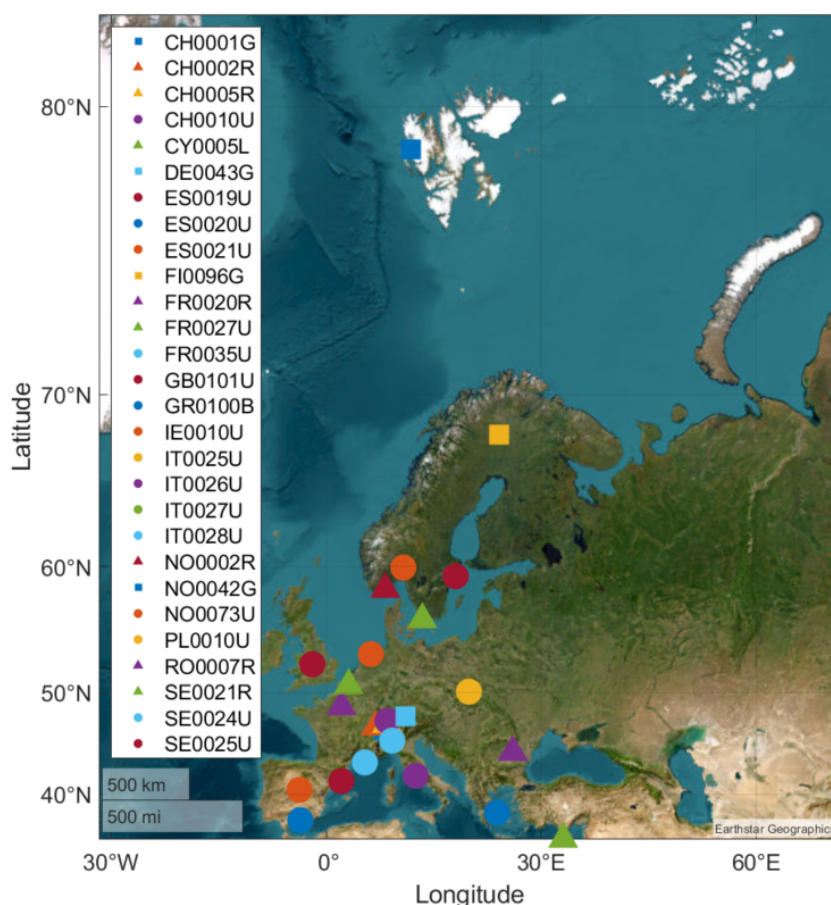 CH0001G
CH0002R
CH0005R
CH0010U
CY0005L
DE0043G
ES0019U
ES0020U
ES0021U
FI0096G
FR0020R
FR0027U
FR0035U
GB0101U
GR0100B
IE0010U
IT0025U
IT0026U
IT0027U
IT0028U
NO0002R
NO0042G
NO0073U
PL0010U
RO0007R
SE0021R
SE0024U
SE0025U
80°N
70°N
60°N
50°N
40°N
Latitude
500 km
500 mi
Earthstar Geographics
30°W
0°
30°E
60°E
Longitude